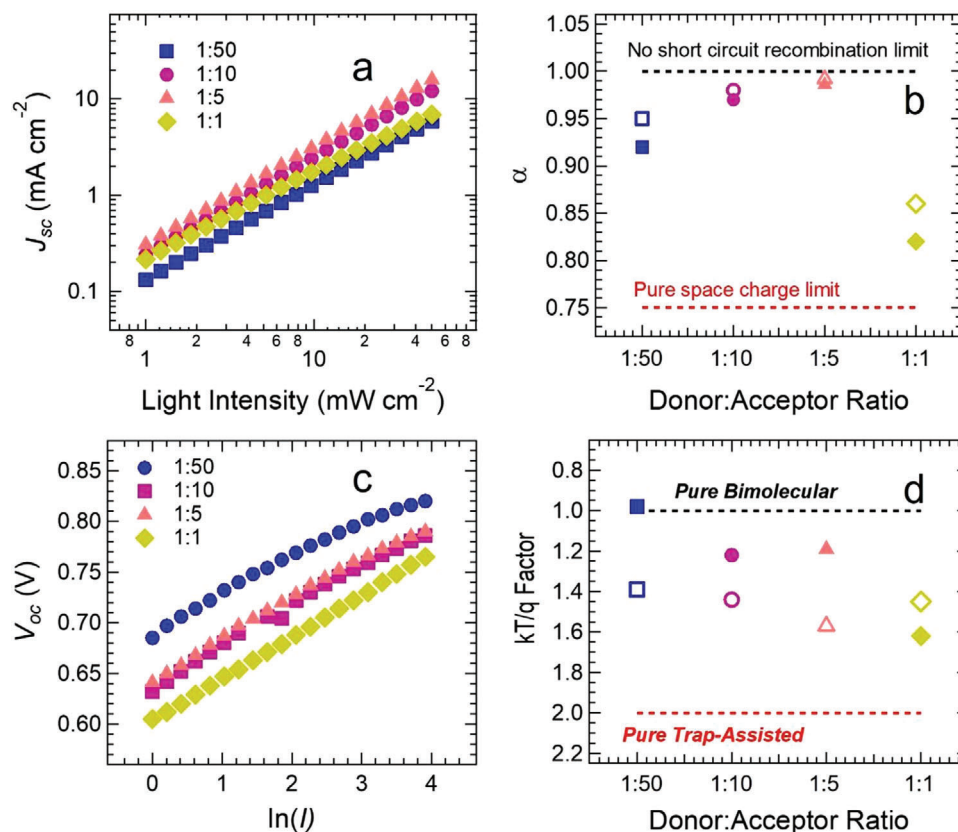 a
1:50
1:10
1:5
1:1
10
1
0.1
J_sc (mA cm⁻²)
8 2 4 6 8 2 4 6 8
1 10
Light Intensity (mW cm⁻²)
b
No short circuit recombination limit
Pure space charge limit
1.05
1.00
0.95
0.90
0.85
0.80
0.75
α
1:50 1:10 1:5 1:1
Donor:Acceptor Ratio
c
1:50
1:10
1:5
1:1
0.85
0.80
0.75
0.70
0.65
0.60
V_oc (V)
0 1 2 3 4
ln(I)
d
Pure Bimolecular
Pure Trap-Assisted
0.8
1.0
1.2
1.4
1.6
1.8
2.0
2.2
kT/q Factor
1:50 1:10 1:5 1:1
Donor:Acceptor Ratio